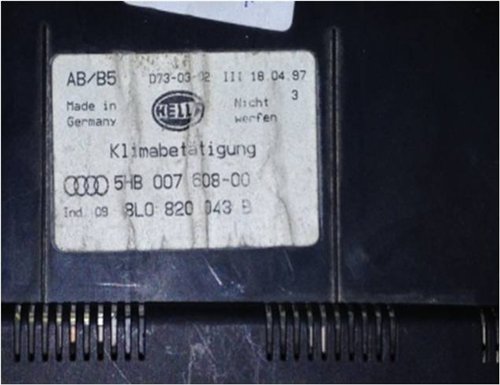 AB/B5 D73-03-02 III 18.04.97
3
Made in Germany
HELLA
Nicht werfen
Klimabetätigung
5HB 007 608-00
Ind. 09 8L0 820 043 B